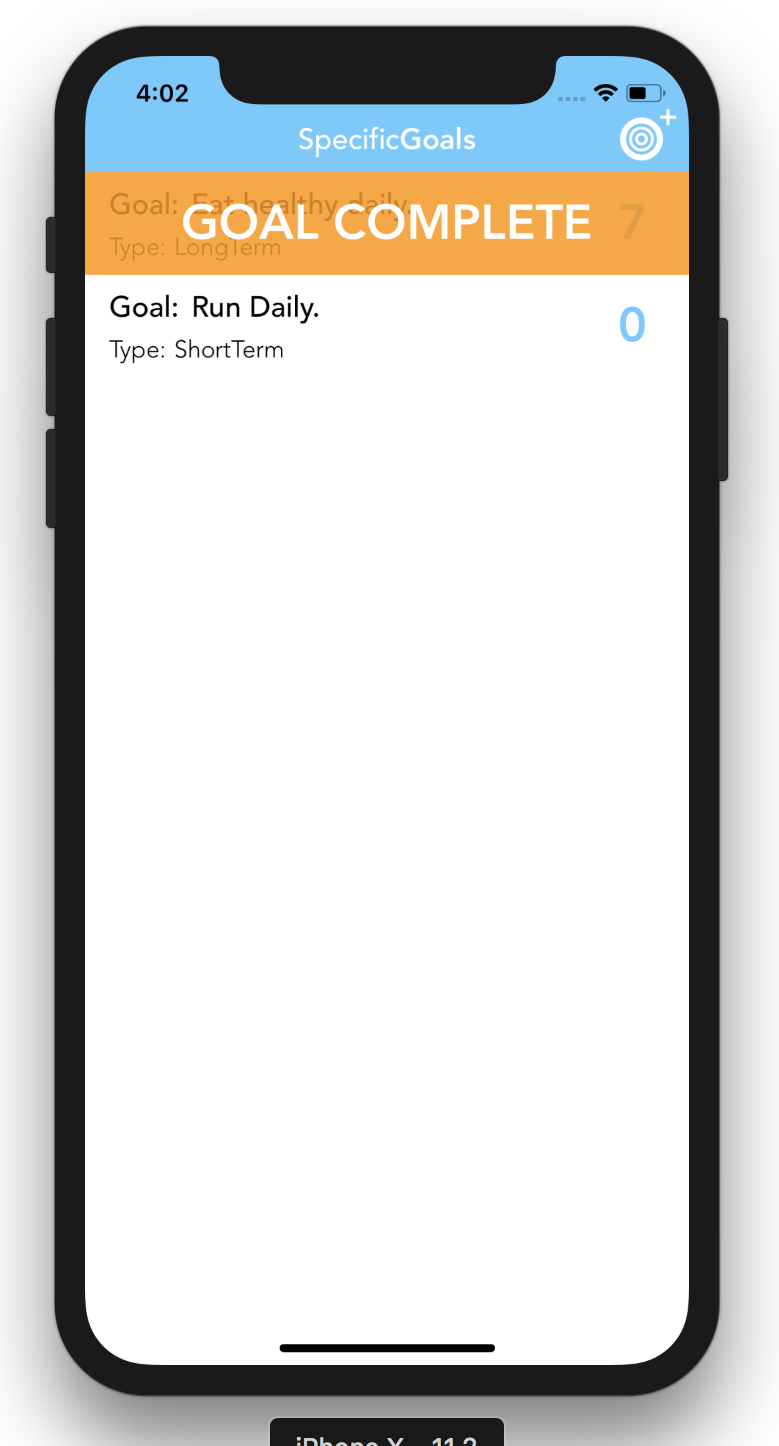 4:02
SpecificGoals
Goal: Eat healthy daily.
GOAL COMPLETE
7
Type: LongTerm
Goal: Run Daily.
0
Type: ShortTerm
iPhone X - 11.2